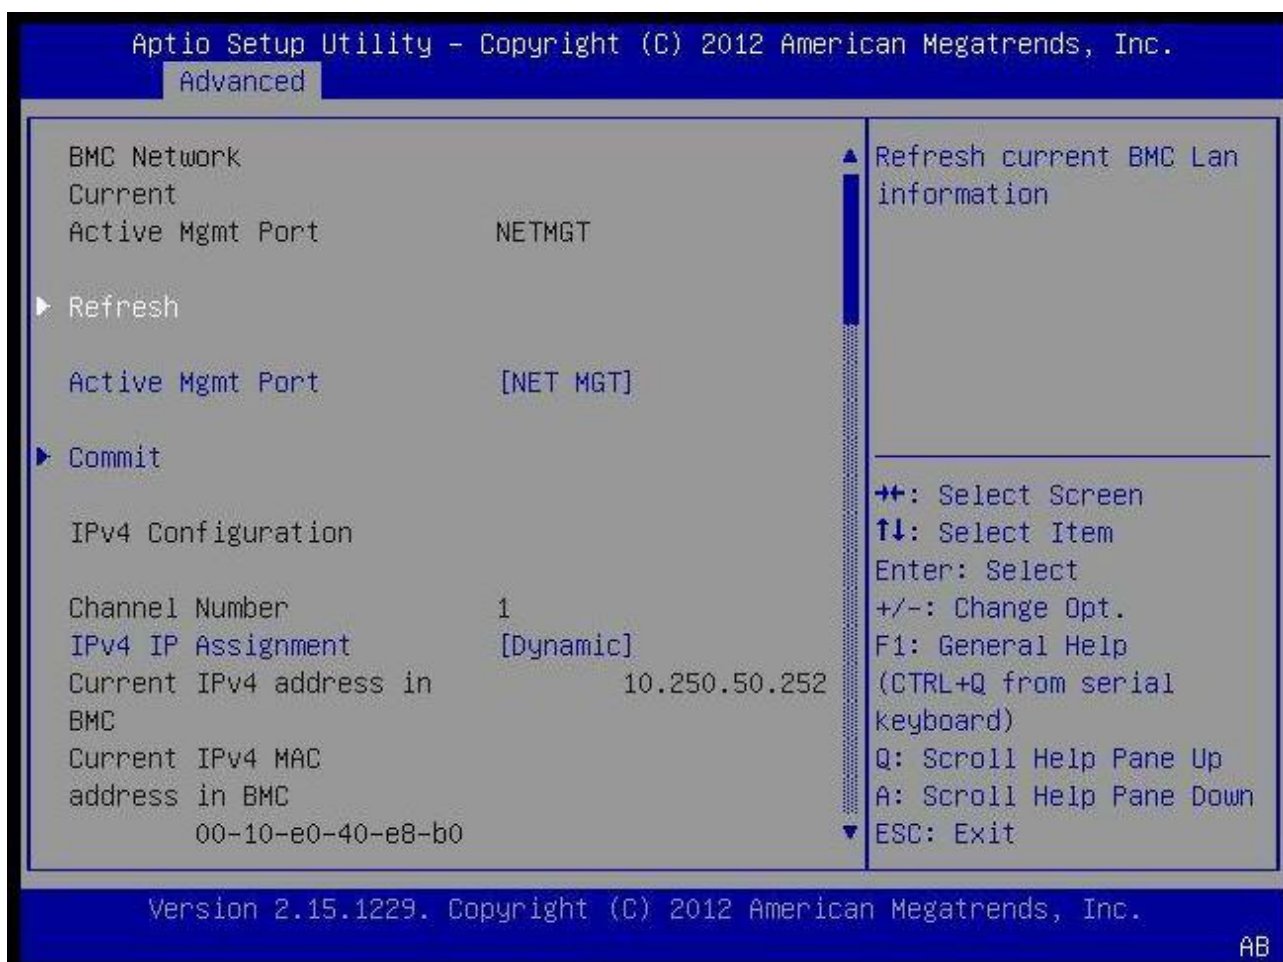 Aptio Setup Utility – Copyright (C) 2012 American Megatrends, Inc.
Advanced
BMC Network
Current
Active Mgmt Port NETMGT
Refresh
Active Mgmt Port [NET MGT]
Commit
IPv4 Configuration
Channel Number 1
IPv4 IP Assignment [Dynamic]
Current IPv4 address in 10.250.50.252
BMC
Current IPv4 MAC
address in BMC
00-10-e0-40-e8-b0
Refresh current BMC Lan
information
→←: Select Screen
↑↓: Select Item
Enter: Select
+/-: Change Opt.
F1: General Help
(CTRL+Q from serial
keyboard)
Q: Scroll Help Pane Up
A: Scroll Help Pane Down
ESC: Exit
Version 2.15.1229. Copyright (C) 2012 American Megatrends, Inc.
AB